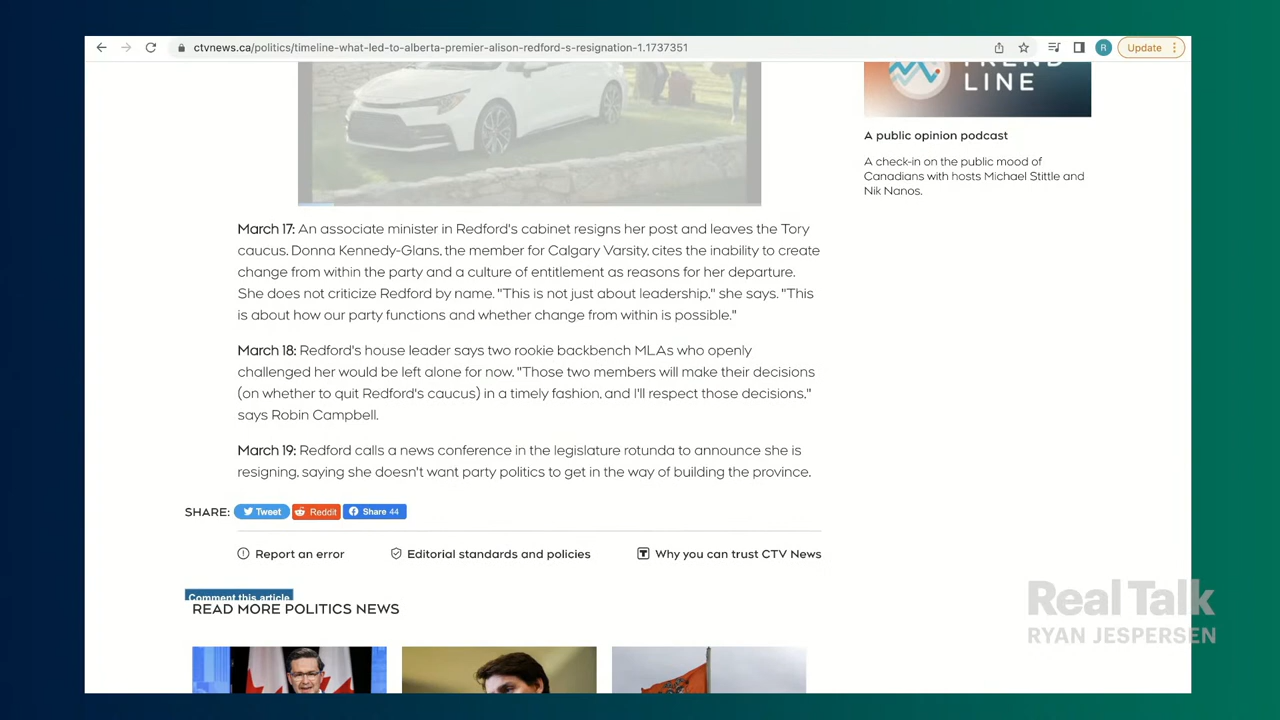 ctvnews.ca/politics/timeline-what-led-to-alberta-premier-alison-redford-s-resignation-1.1737351
R
Update
TREND
LINE
A public opinion podcast
A check-in on the public mood of
Canadians with hosts Michael Stittle and
Nik Nanos.
March 17: An associate minister in Redford's cabinet resigns her post and leaves the Tory
caucus. Donna Kennedy-Glans, the member for Calgary Varsity, cites the inability to create
change from within the party and a culture of entitlement as reasons for her departure.
She does not criticize Redford by name. "This is not just about leadership," she says. "This
is about how our party functions and whether change from within is possible."
March 18: Redford's house leader says two rookie backbench MLAs who openly
challenged her would be left alone for now. "Those two members will make their decisions
(on whether to quit Redford's caucus) in a timely fashion, and I'll respect those decisions,"
says Robin Campbell.
March 19: Redford calls a news conference in the legislature rotunda to announce she is
resigning, saying she doesn't want party politics to get in the way of building the province.
SHARE: Tweet Reddit Share 44
Report an error Editorial standards and policies Why you can trust CTV News
Comment this article
READ MORE POLITICS NEWS
Real Talk
RYAN JESPERSEN